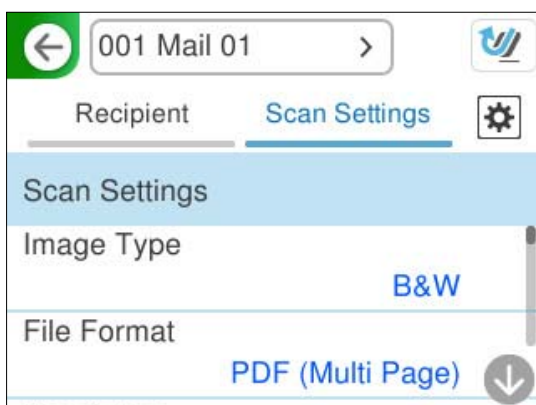 001 Mail 01
Recipient Scan Settings
Scan Settings
Image Type
B&W
File Format
PDF (Multi Page)